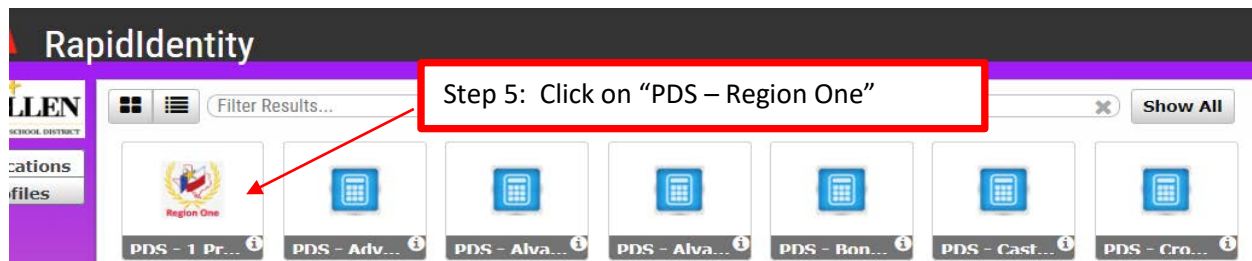 RapidIdentity
Step 5: Click on “PDS – Region One”
LLEN
SCHOOL DISTRICT
Filter Results...
Show All
cations
files
Region One
PDS - 1 Pr...
PDS - Adv...
PDS - Alva...
PDS - Alva...
PDS - Bon...
PDS - Cast...
PDS - Cro...